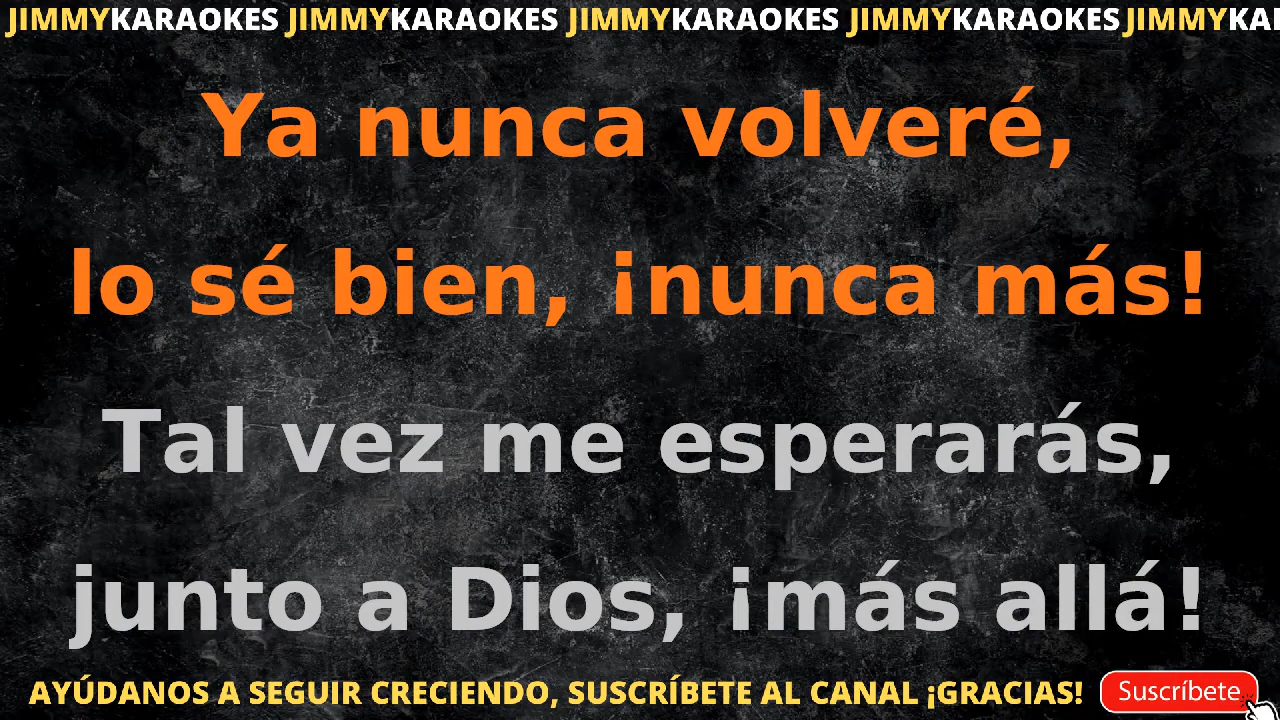 JIMMYKARAOKES JIMMYKARAOKES JIMMYKARAOKES JIMMYKARAOKES JIMMYKAI
Ya nunca volveré,
lo sé bien, ¡nunca más!
Tal vez me esperarás,
junto a Dios, ¡más allá!
AYÚDANOS A SEGUIR CRECIENDO, SUSCRÍBETE AL CANAL ¡GRACIAS! Suscríbete